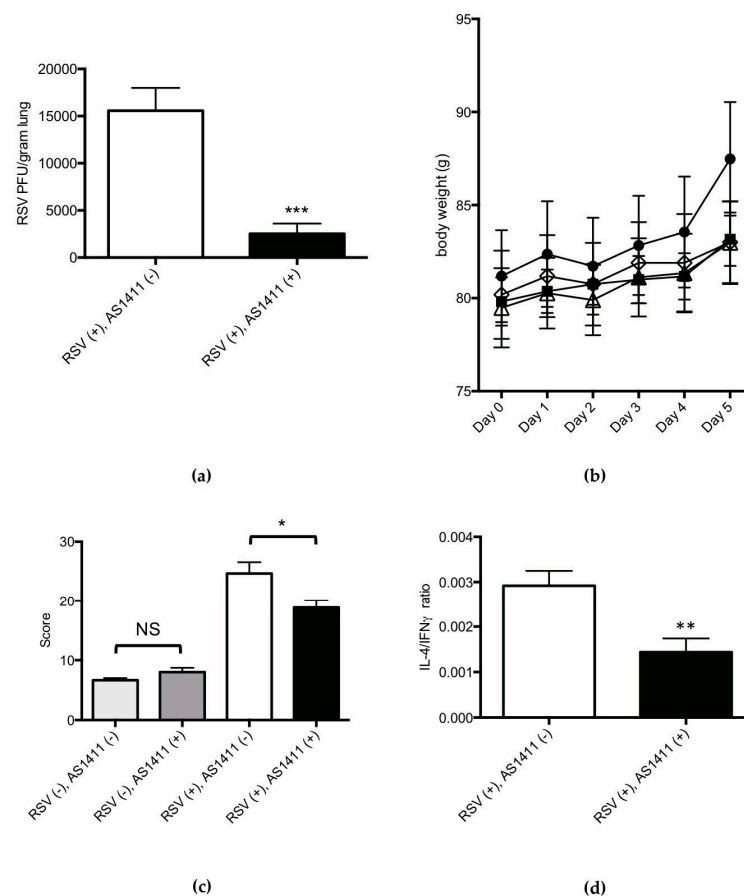 20000
15000
10000
5000
0
RSV PFU/gram lung
***
RSV (+), AS1411 (-)
RSV (+), AS1411 (+)
(a)
95
90
85
80
75
body weight (g)
Day 0
Day 1
Day 2
Day 3
Day 4
Day 5
(b)
30
20
10
0
Score
NS
*
RSV (-), AS1411 (-)
RSV (-), AS1411 (+)
RSV (+), AS1411 (-)
RSV (+), AS1411 (+)
(c)
0.004
0.003
0.002
0.001
0.000
IL-4/IFNγ ratio
**
RSV (+), AS1411 (-)
RSV (+), AS1411 (+)
(d)